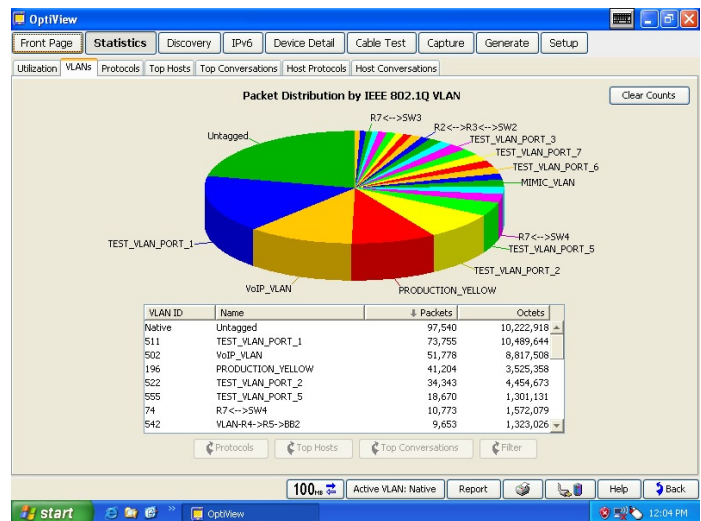 OptiView
Front Page Statistics Discovery IPv6 Device Detail Cable Test Capture Generate Setup
Utilization VLANs Protocols Top Hosts Top Conversations Host Protocols Host Conversations
Packet Distribution by IEEE 802.1Q VLAN
Clear Counts
R7<-->SW3
R2<-->R3<-->SW2
Untagged
TEST_VLAN_PORT_3
TEST_VLAN_PORT_7
TEST_VLAN_PORT_6
MIMIC_VLAN
R7<-->SW4
TEST_VLAN_PORT_1
TEST_VLAN_PORT_5
TEST_VLAN_PORT_2
VoIP_VLAN
PRODUCTION_YELLOW
VLAN ID Name Packets Octets
Native Untagged 97,540 10,222,918
511 TEST_VLAN_PORT_1 73,755 10,489,644
502 VoIP_VLAN 51,778 8,817,508
196 PRODUCTION_YELLOW 41,204 3,525,358
522 TEST_VLAN_PORT_2 34,343 4,454,673
555 TEST_VLAN_PORT_5 18,670 1,301,131
74 R7<-->SW4 10,773 1,572,079
542 VLAN-R4->R5->BB2 9,653 1,323,026
Protocols Top Hosts Top Conversations Filter
100MB Active VLAN: Native Report Help Back
start OptiView 12:04 PM